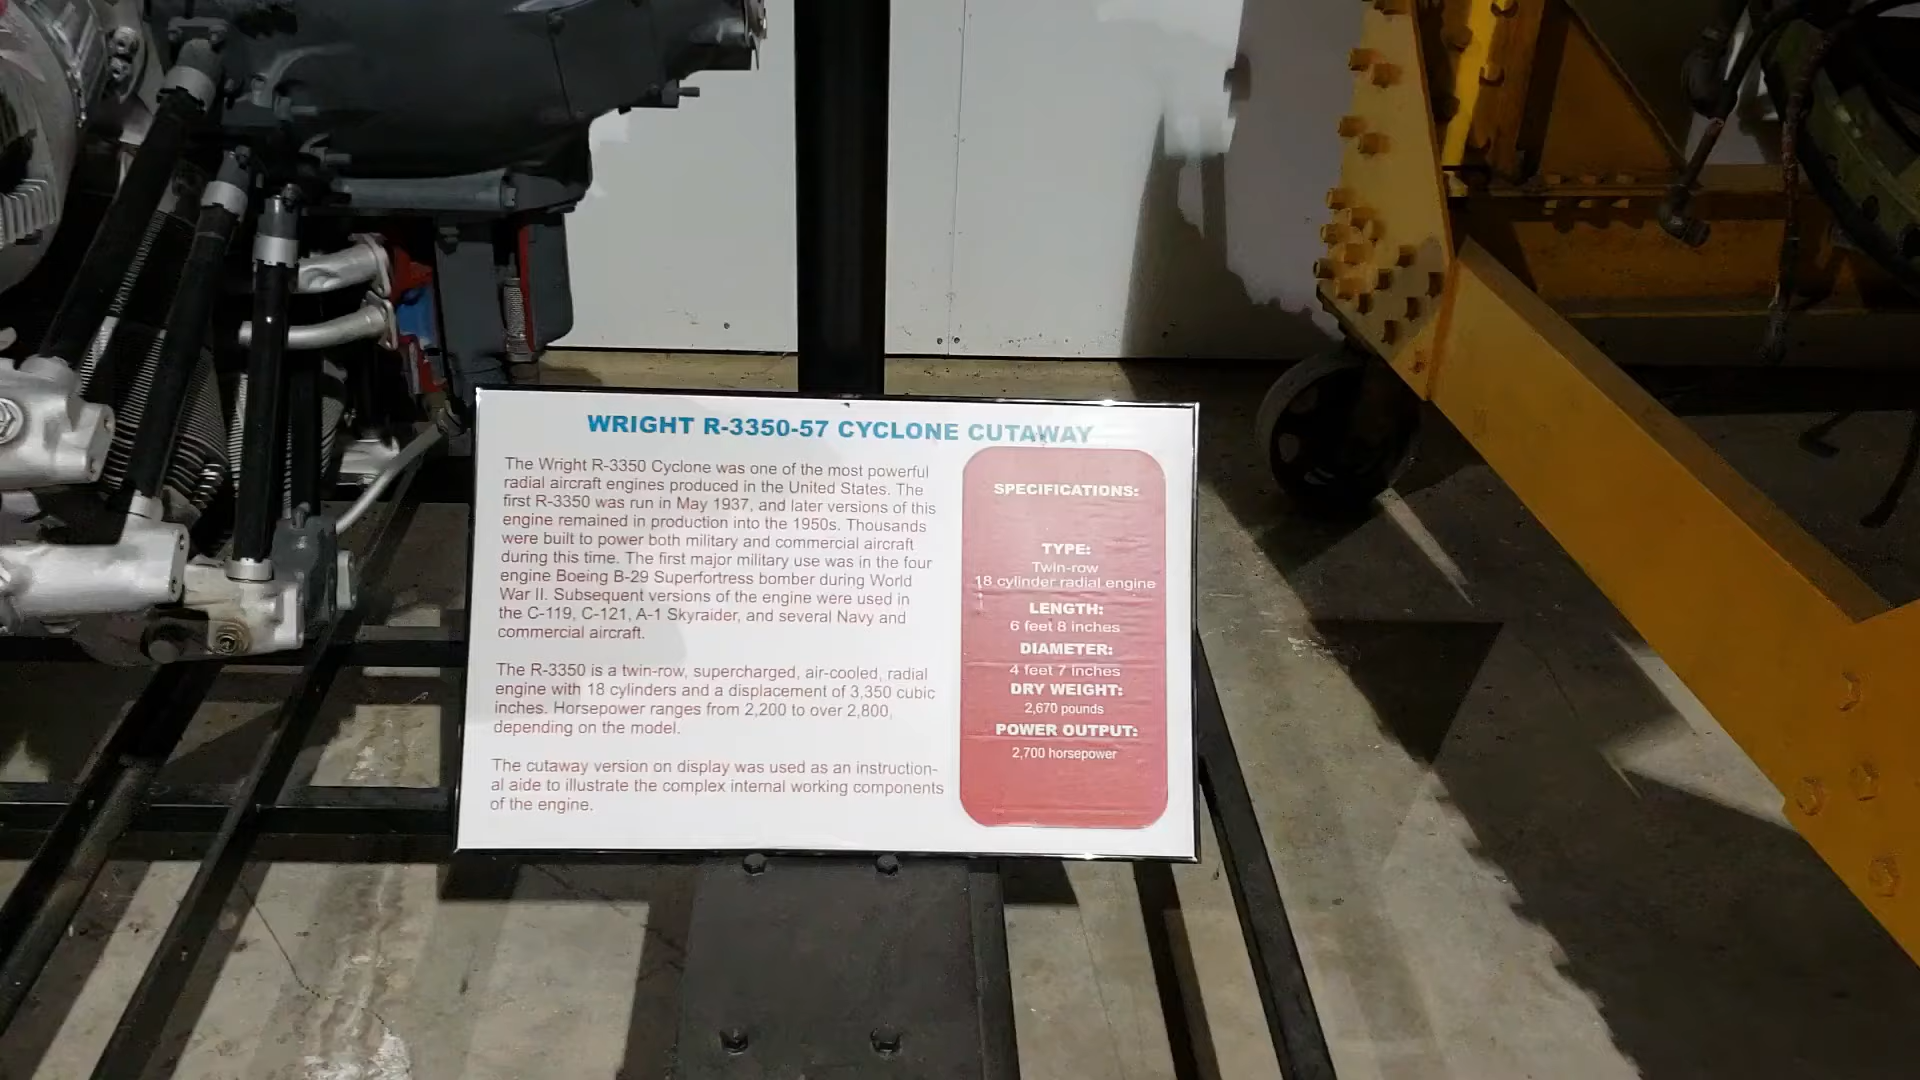 WRIGHT R-3350-57 CYCLONE CUTAWAY
The Wright R-3350 Cyclone was one of the most powerful
radial aircraft engines produced in the United States. The
first R-3350 was run in May 1937, and later versions of this
engine remained in production into the 1950s. Thousands
were built to power both military and commercial aircraft
during this time. The first major military use was in the four
engine Boeing B-29 Superfortress bomber during World
War II. Subsequent versions of the engine were used in
the C-119, C-121, A-1 Skyraider, and several Navy and
commercial aircraft.
The R-3350 is a twin-row, supercharged, air-cooled, radial
engine with 18 cylinders and a displacement of 3,350 cubic
inches. Horsepower ranges from 2,200 to over 2,800,
depending on the model.
The cutaway version on display was used as an instruction-
al aide to illustrate the complex internal working components
of the engine.
SPECIFICATIONS:
TYPE:
Twin-row
18 cylinder radial engine
LENGTH:
6 feet 8 inches
DIAMETER:
4 feet 7 inches
DRY WEIGHT:
2,670 pounds
POWER OUTPUT:
2,700 horsepower